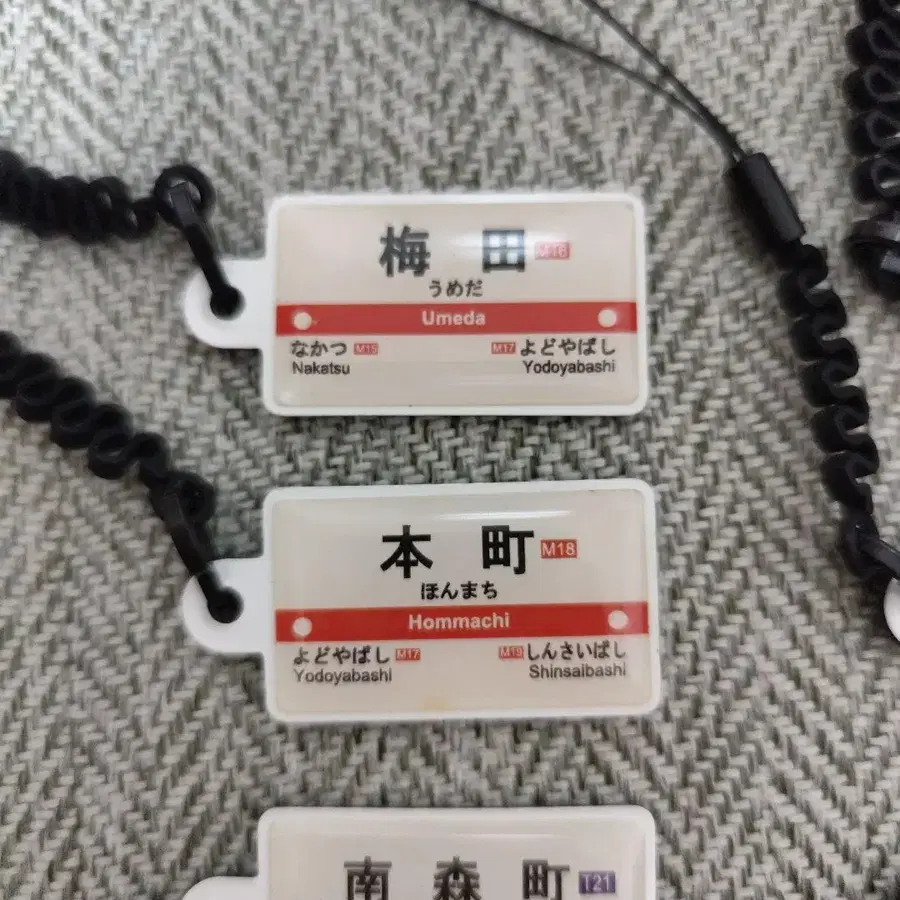 梅 田 M16
うめだ
Umeda
なかつ M15 M17 よどやばし
Nakatsu Yodoyabashi
本 町 M18
ほんまち
Hommachi
よどやばし M17 M19 しんさいばし
Yodoyabashi Shinsaibashi
南 森 町 T21